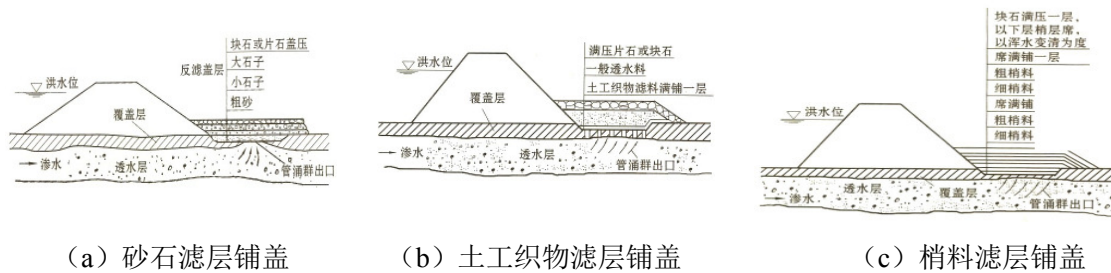 洪水位
反滤盖层
块石或片石盖压
大石子
小石子
粗砂
覆盖层
渗水
透水层
管涌群出口
(a) 砂石滤层铺盖
洪水位
满压片石或块石
一般透水料
土工织物滤料满铺一层
覆盖层
渗水
透水层
管涌群出口
(b) 土工织物滤层铺盖
块石满压一层，
以下层梢层席，
以浑水变清为度
席满铺一层
粗梢料
细梢料
席满铺
粗梢料
细梢料
洪水位
透水层
覆盖层
渗水
管涌群出口
(c) 梢料滤层铺盖